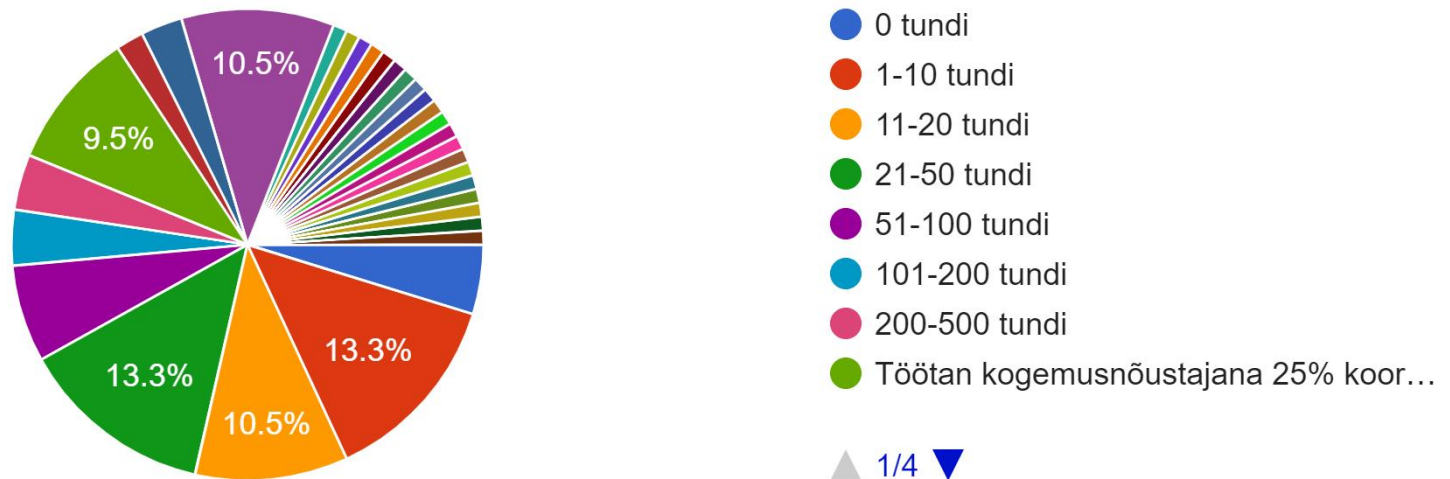 10.5%
9.5%
13.3%
13.3%
10.5%
0 tundi
1-10 tundi
11-20 tundi
21-50 tundi
51-100 tundi
101-200 tundi
200-500 tundi
Töötan kogemusnõustajana 25% koor…
1/4